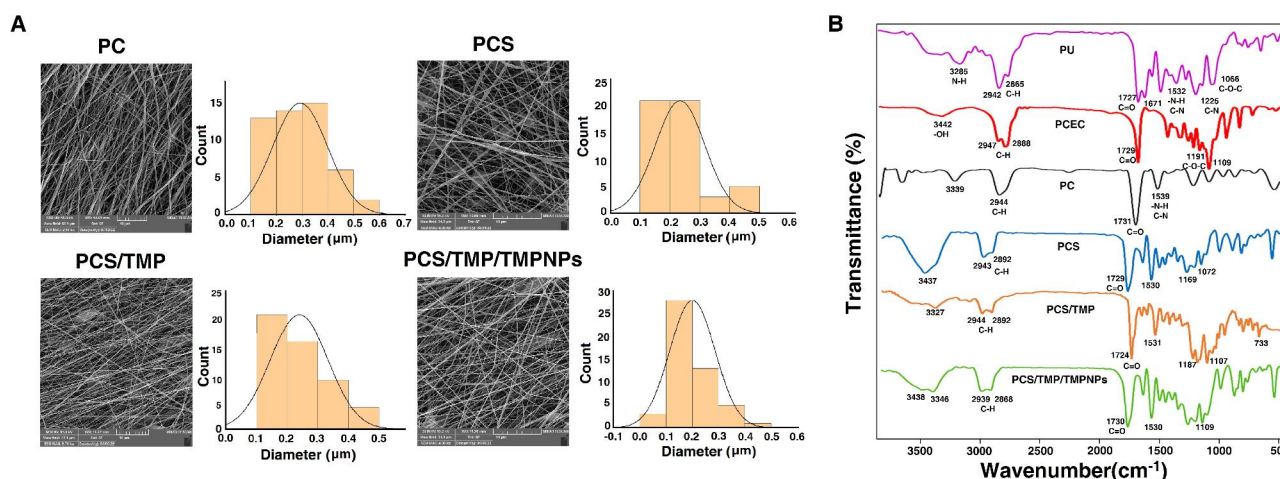 A
B
PC
PCS
15
10
5
0
Count
0.0 0.1 0.2 0.3 0.4 0.5 0.6 0.7
Diameter (µm)
25
20
15
10
5
0
Count
0.0 0.1 0.2 0.3 0.4 0.5 0.6
Diameter (µm)
PCS/TMP
PCS/TMP/TMPNPs
25
20
15
10
5
0
Count
0.0 0.1 0.2 0.3 0.4 0.5
Diameter (µm)
30
25
20
15
10
5
0
Count
-0.1 0.0 0.1 0.2 0.3 0.4 0.5 0.6
Diameter (µm)
Transmittance (%)
PU
3285
N-H
2942
2865
C-H
1727
C=O
1671
1532
-N-H
C-N
1225
C-N
1066
C-O-C
PCEC
3442
-OH
2947
C-H
2888
1729
C=O
1191
C-O-C
1109
PC
3339
2944
C-H
1731
C=O
1539
-N-H
C-N
PCS
3437
2943
2892
C-H
1729
C=O
1530
1169
1072
PCS/TMP
3327
2944
C-H
2892
1724
C=O
1531
1187
1107
733
PCS/TMP/TMPNPs
3438
3346
2939
C-H
2868
1730
C=O
1530
1109
3500 3000 2500 2000 1500 1000
Wavenumber(cm-1)